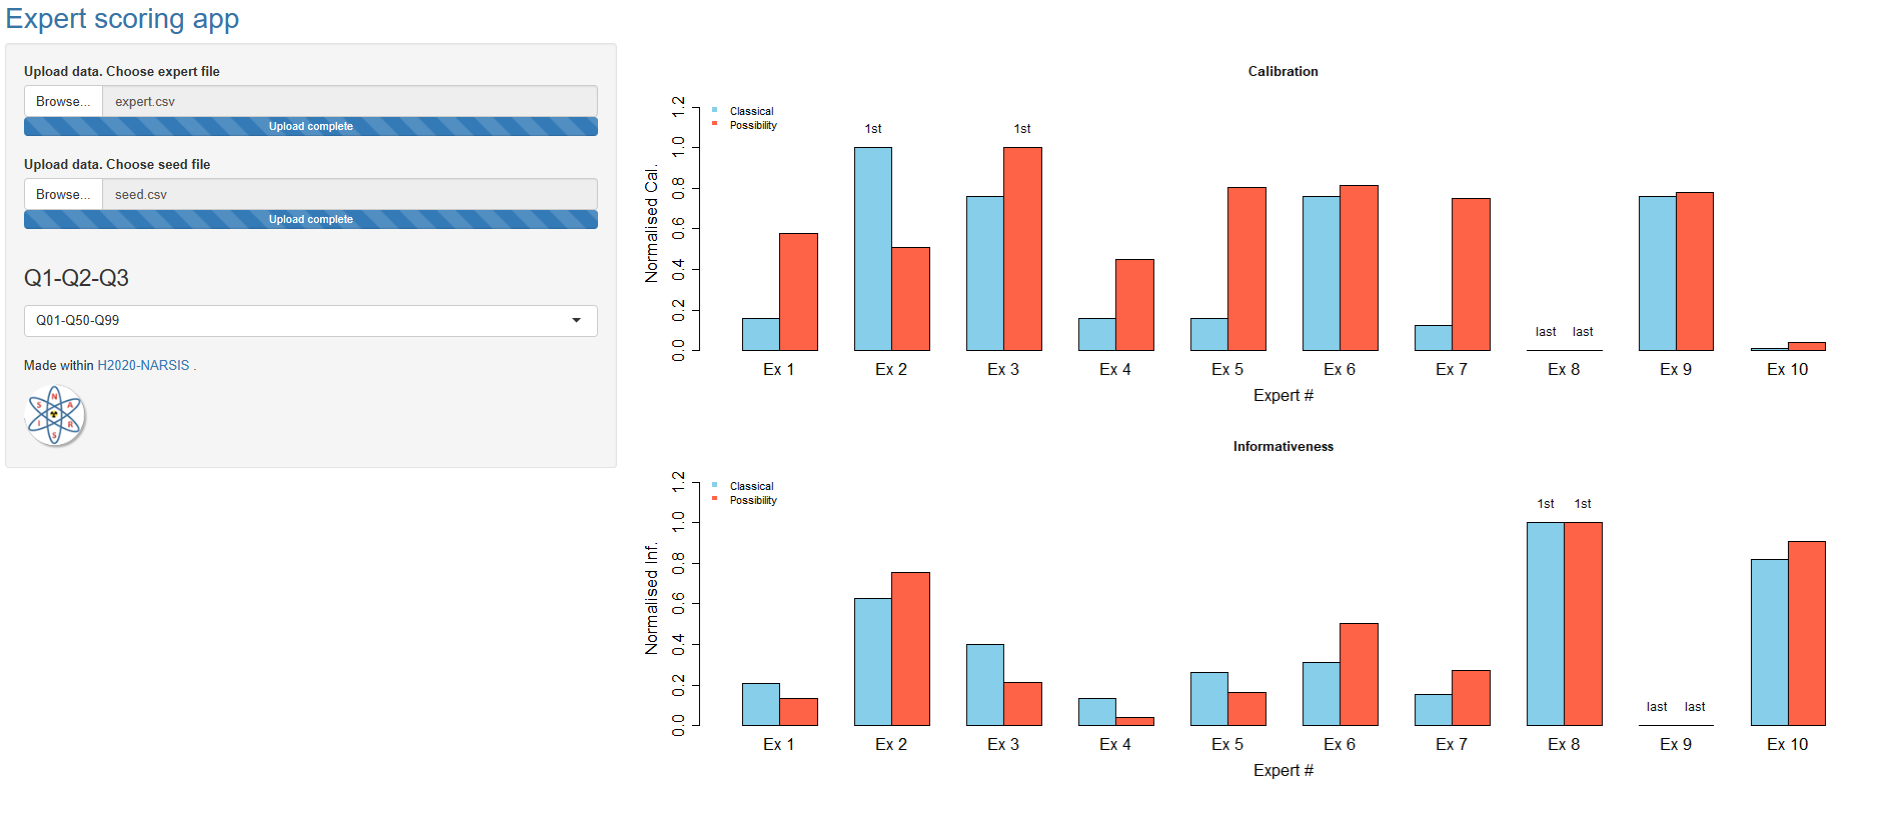 Expert scoring app
Upload data. Choose expert file
Browse... expert.csv
Upload complete
Upload data. Choose seed file
Browse... seed.csv
Upload complete
Q1-Q2-Q3
Q01-Q50-Q99
Made within H2020-NARSIS .
N
A
R
S
I
S
Calibration
Classical
Possibility
Normalised Cal.
0.0 0.2 0.4 0.6 0.8 1.0 1.2
1st 1st
last last
Ex 1 Ex 2 Ex 3 Ex 4 Ex 5 Ex 6 Ex 7 Ex 8 Ex 9 Ex 10
Expert #
Informativeness
Classical
Possibility
Normalised Inf.
0.0 0.2 0.4 0.6 0.8 1.0 1.2
1st 1st
last last
Ex 1 Ex 2 Ex 3 Ex 4 Ex 5 Ex 6 Ex 7 Ex 8 Ex 9 Ex 10
Expert #